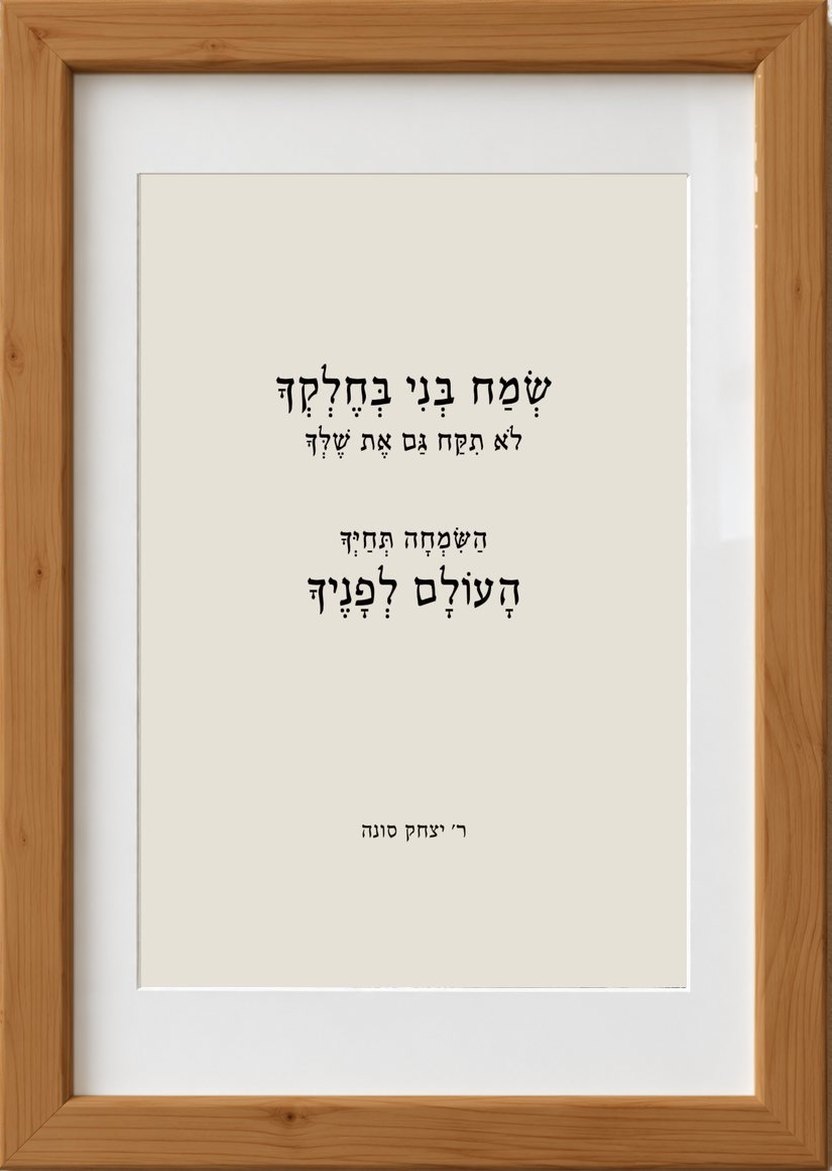 שְׂמַח בְּנִי בְּחֶלְקְךָ
לֹא תִקַּח גַּם אֶת שֶׁלְּךָ
הַשִּׂמְחָה תְּחַיְּךָ
הָעוֹלָם לְפָנֶיךָ
ר׳ יצחק סונה